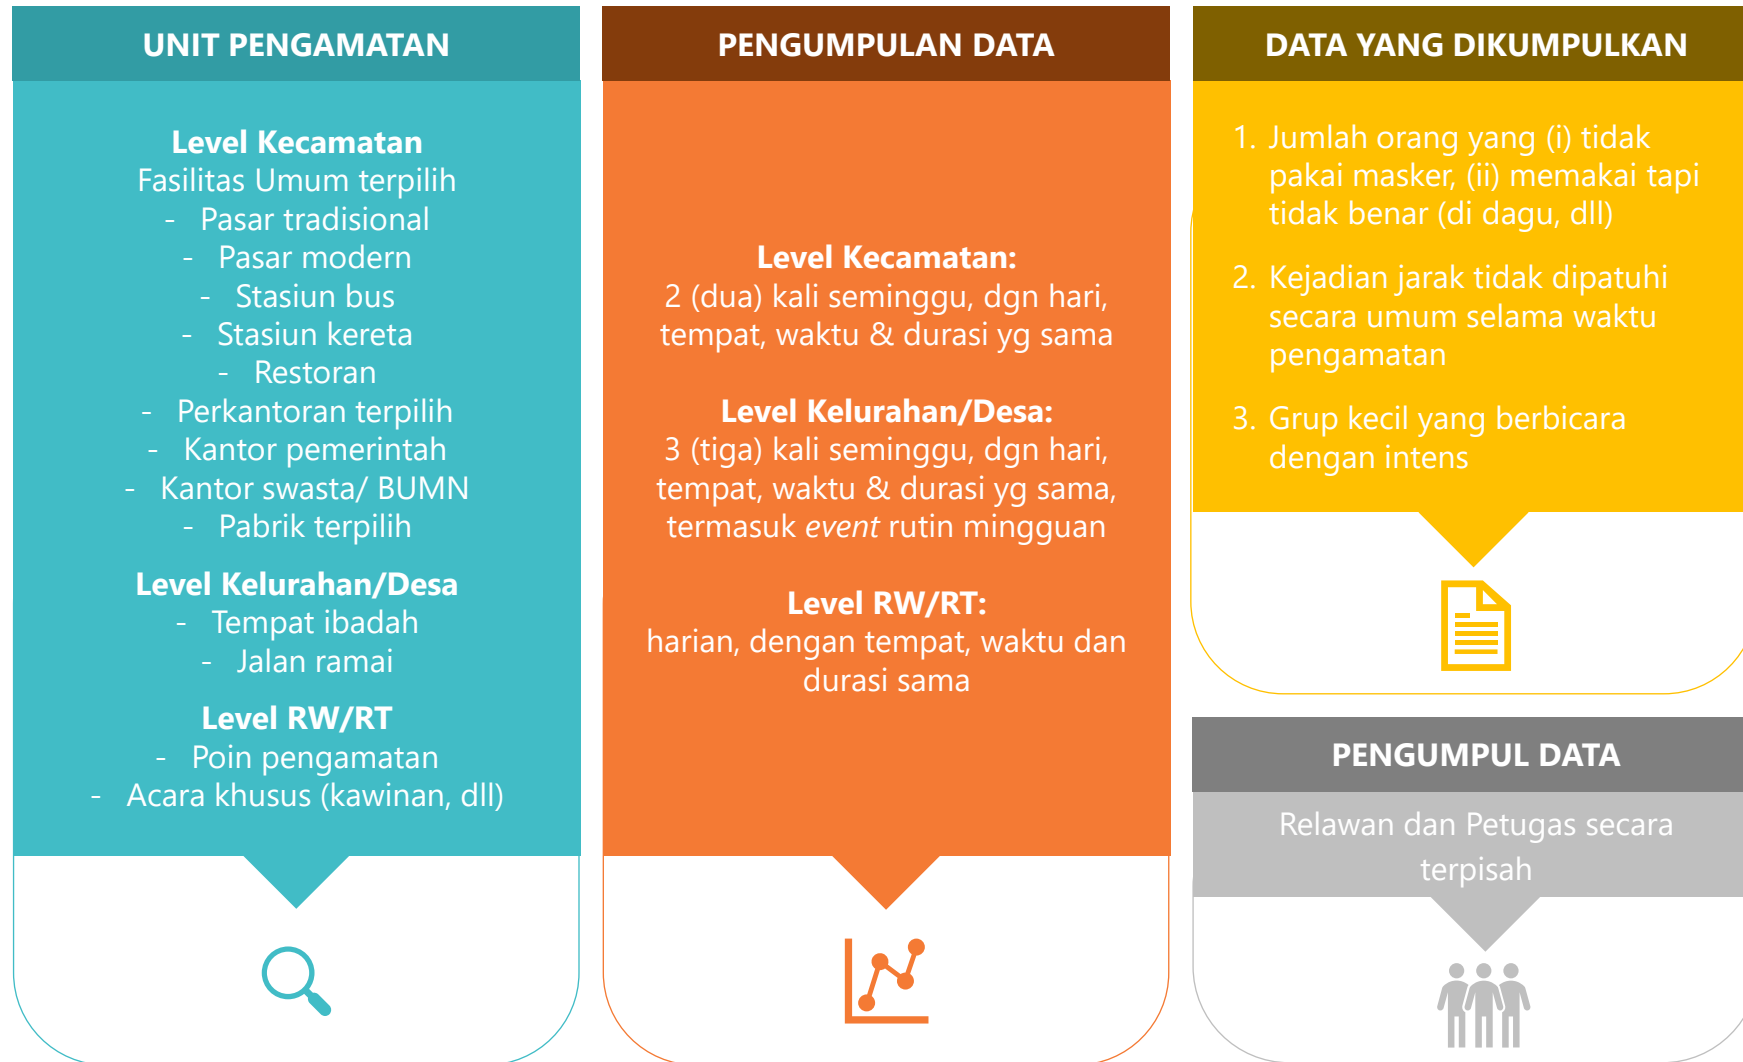 UNIT PENGAMATAN
Level Kecamatan
Fasilitas Umum terpilih
- Pasar tradisional
- Pasar modern
- Stasiun bus
- Stasiun kereta
- Restoran
- Perkantoran terpilih
- Kantor pemerintah
- Kantor swasta/ BUMN
- Pabrik terpilih
Level Kelurahan/Desa
- Tempat ibadah
- Jalan ramai
Level RW/RT
- Poin pengamatan
- Acara khusus (kawinan, dll)
PENGUMPULAN DATA
Level Kecamatan:
2 (dua) kali seminggu, dgn hari,
tempat, waktu & durasi yg sama
Level Kelurahan/Desa:
3 (tiga) kali seminggu, dgn hari,
tempat, waktu & durasi yg sama,
termasuk event rutin mingguan
Level RW/RT:
harian, dengan tempat, waktu dan
durasi sama
DATA YANG DIKUMPULKAN
1. Jumlah orang yang (i) tidak
pakai masker, (ii) memakai tapi
tidak benar (di dagu, dll)
2. Kejadian jarak tidak dipatuhi
secara umum selama waktu
pengamatan
3. Grup kecil yang berbicara
dengan intens
PENGUMPUL DATA
Relawan dan Petugas secara
terpisah